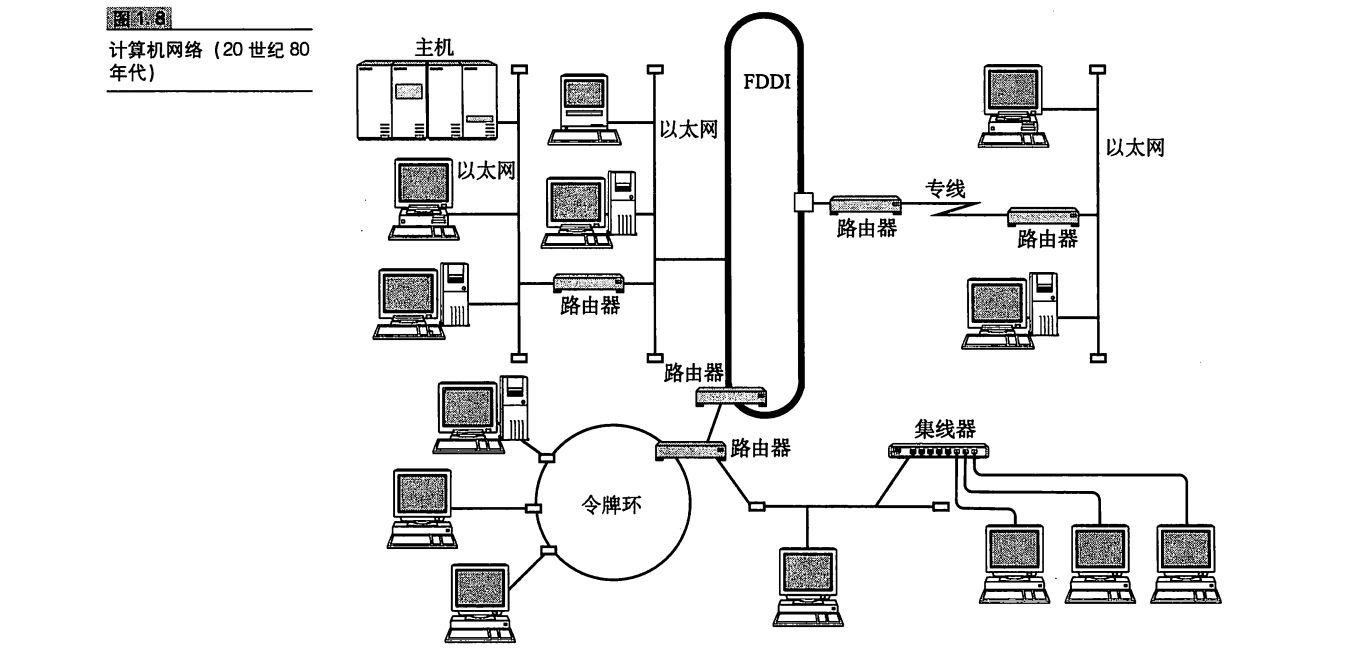 图1.8
计算机网络（20 世纪 80
年代）
主机
以太网
以太网
FDDI
以太网
专线
路由器
路由器
路由器
路由器
路由器
集线器
令牌环